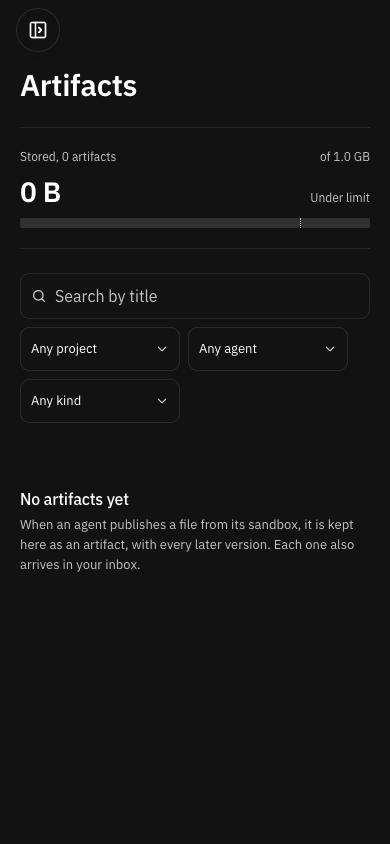 Artifacts
Stored, 0 artifacts
of 1.0 GB
0 B
Under limit
Search by title
Any project
Any agent
Any kind
No artifacts yet
When an agent publishes a file from its sandbox, it is kept
here as an artifact, with every later version. Each one also
arrives in your inbox.